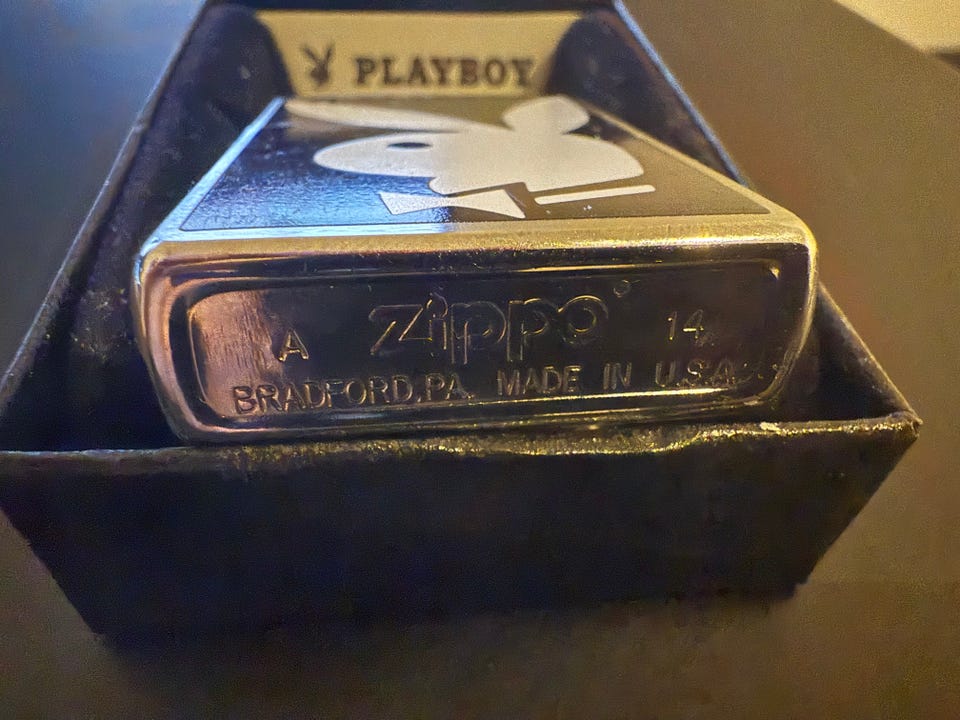 PLAYBOY
A Zippo 14
BRADFORD, PA. MADE IN U.S.A.